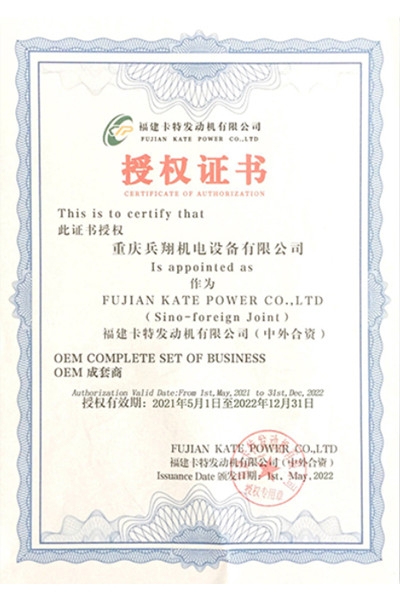 福建卡特发动机有限公司
FUJIAN KATE POWER CO.,LTD
授权证书
CERTIFICATE OF AUTHORIZATION
This is to certify that
此证书授权
重庆兵翔机电设备有限公司
Is appointed as
作为
FUJIAN KATE POWER CO.,LTD
(Sino-foreign Joint)
福建卡特发动机有限公司(中外合资)
OEM COMPLETE SET OF BUSINESS
OEM 成套商
Authorization Valid Date:From 1st,May,2021 to 31st,Dec,2022
授权有效期: 2021年5月1日至2022年12月31日
FUJIAN KATE POWER CO.,LTD
福建卡特发动机有限公司(中外合资)
Issuance Date 颁发日期: 1st, May,2022
授权专用章